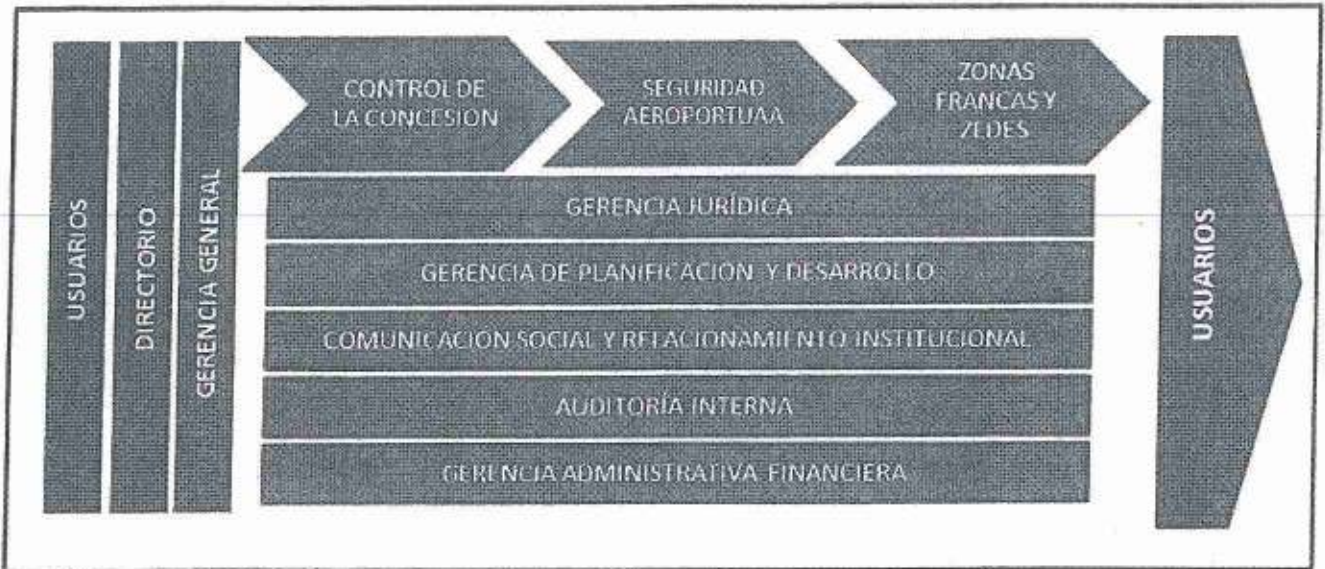 USUARIOS
DIRECTORIO
GERENCIA GENERAL
CONTROL DE
LA CONCESION
SEGURIDAD
AEROPORTUAA
ZONAS
FRANCAS Y
ZEDES
GERENCIA JURÍDICA
GERENCIA DE PLANIFICACION Y DESARROLLO
COMUNICACIÓN SOCIAL Y RELACIONAMIENTO INSTITUCIONAL
AUDITORÍA INTERNA
GERENCIA ADMINISTRATIVA FINANCIERA
USUARIOS